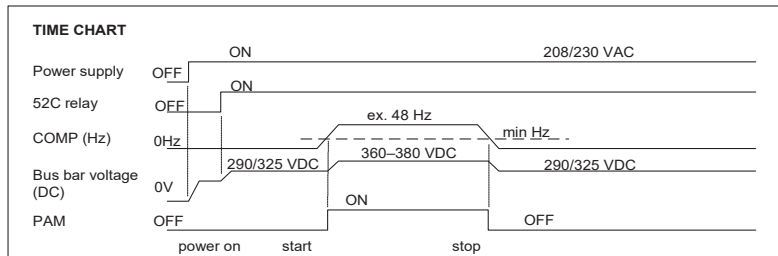 TIME CHART
ON 208/230 VAC
Power supply OFF
ON
52C relay OFF
ex. 48 Hz
COMP (Hz) 0Hz min Hz
290/325 VDC 360–380 VDC 290/325 VDC
Bus bar voltage
(DC) 0V
ON
PAM OFF OFF
power on start stop